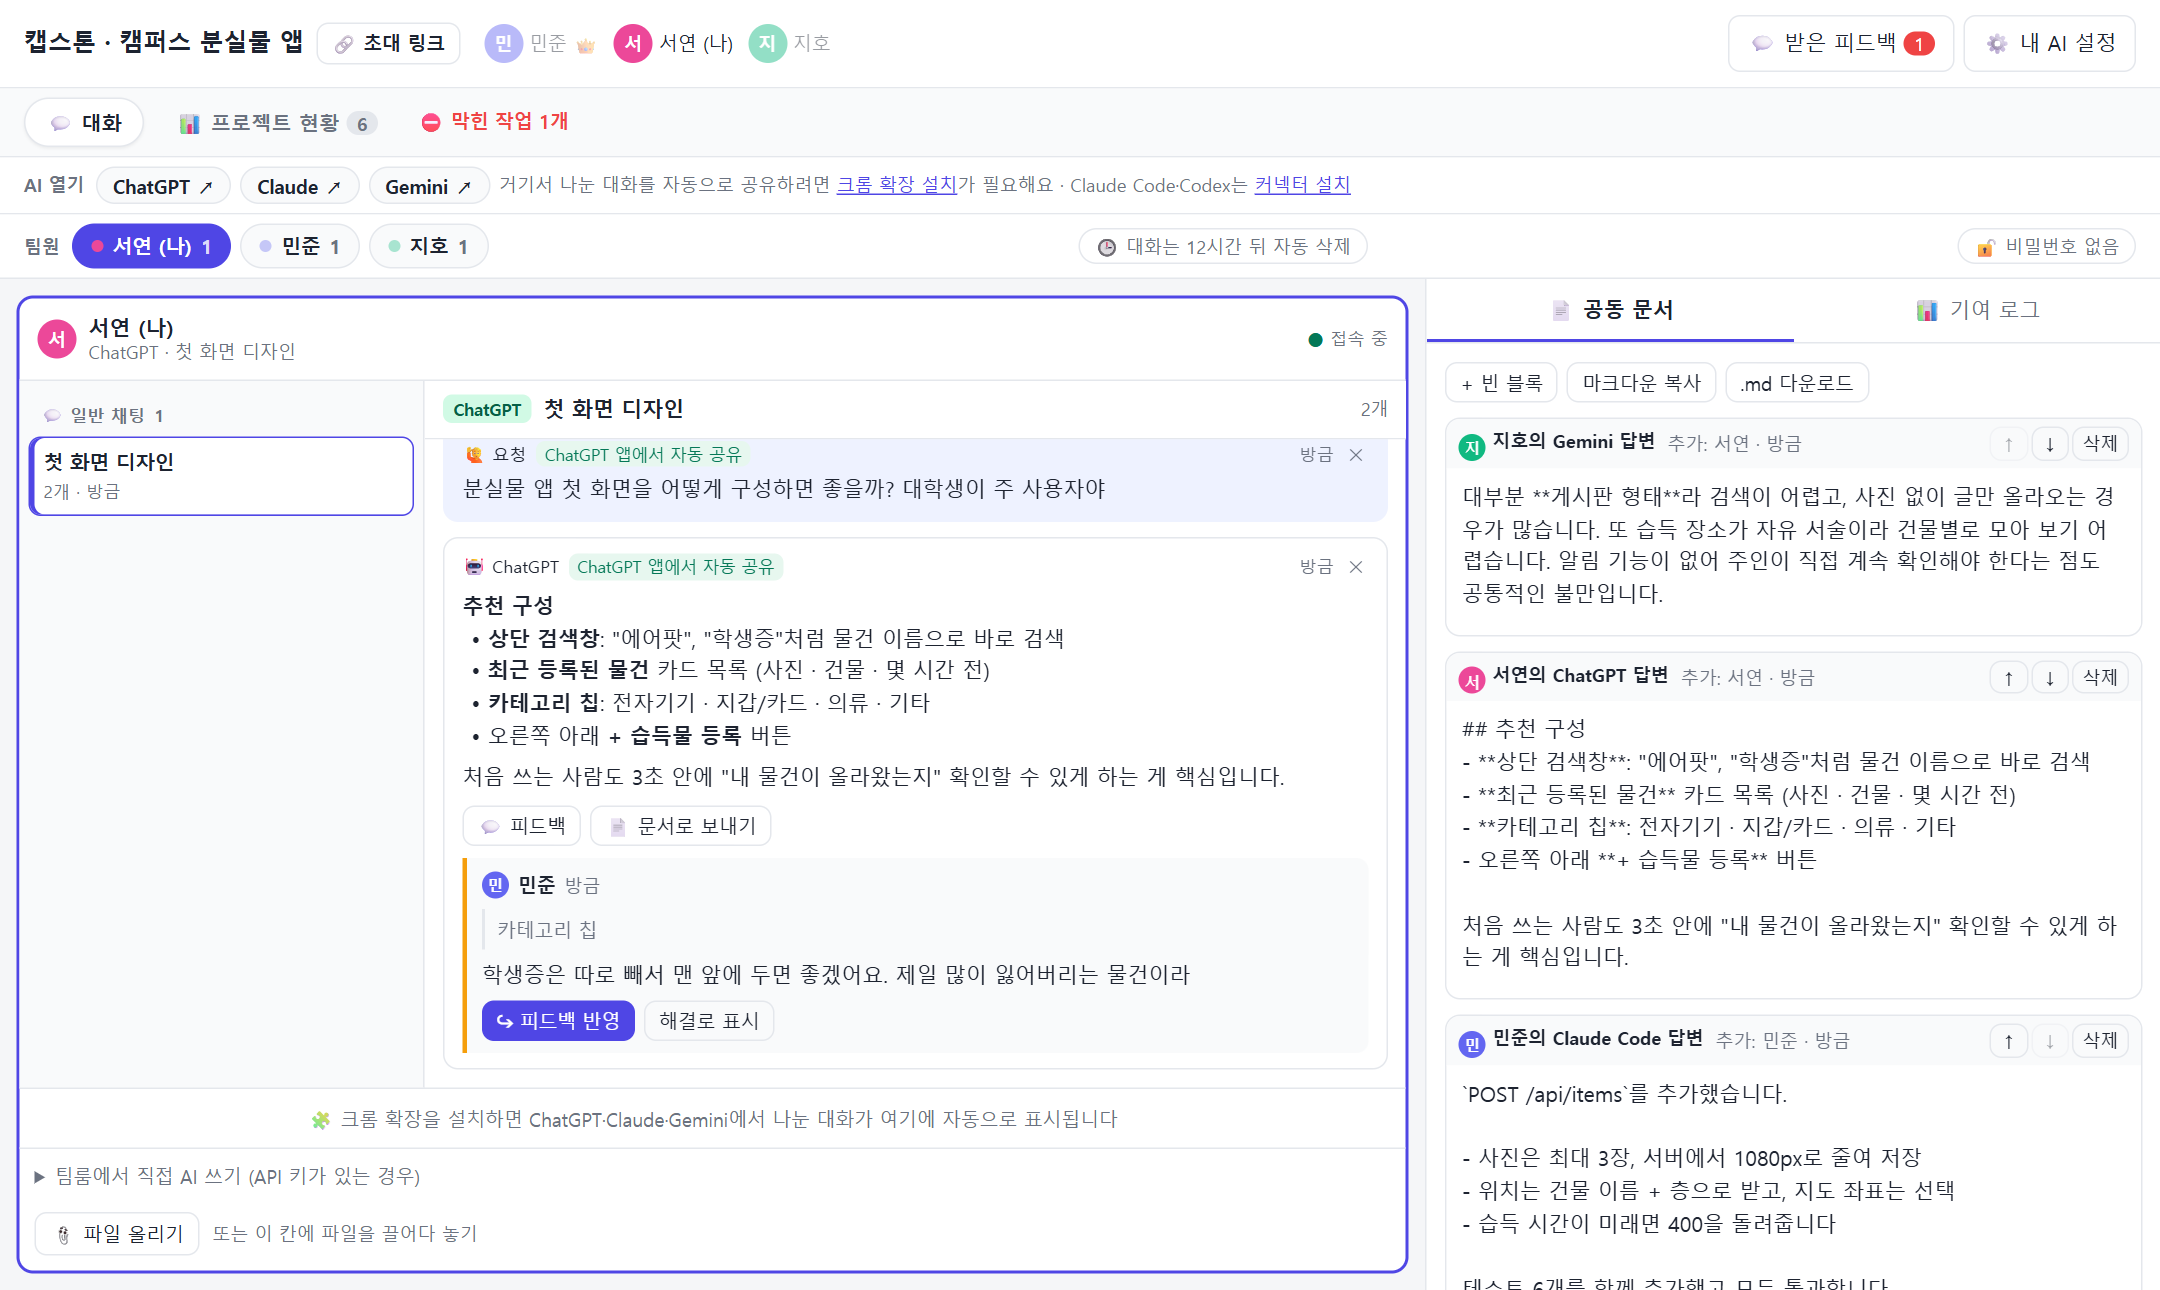 캡스톤 · 캠퍼스 분실물 앱
초대 링크
민 민준
서 서연 (나)
지 지호
받은 피드백 1
내 AI 설정
대화
프로젝트 현황 6
막힌 작업 1개
AI 열기
ChatGPT ↗
Claude ↗
Gemini ↗
거기서 나눈 대화를 자동으로 공유하려면 크롬 확장 설치가 필요해요 · Claude Code·Codex는 커넥터 설치
팀원
서연 (나) 1
민준 1
지호 1
대화는 12시간 뒤 자동 삭제
비밀번호 없음
서
서연 (나)
ChatGPT · 첫 화면 디자인
접속 중
일반 채팅 1
첫 화면 디자인
2개 · 방금
ChatGPT 첫 화면 디자인
2개
요청 ChatGPT 앱에서 자동 공유
방금 ×
분실물 앱 첫 화면을 어떻게 구성하면 좋을까? 대학생이 주 사용자야
ChatGPT ChatGPT 앱에서 자동 공유
방금 ×
추천 구성
• 상단 검색창: "에어팟", "학생증"처럼 물건 이름으로 바로 검색
• 최근 등록된 물건 카드 목록 (사진 · 건물 · 몇 시간 전)
• 카테고리 칩: 전자기기 · 지갑/카드 · 의류 · 기타
• 오른쪽 아래 + 습득물 등록 버튼
처음 쓰는 사람도 3초 안에 "내 물건이 올라왔는지" 확인할 수 있게 하는 게 핵심입니다.
피드백
문서로 보내기
민 민준 방금
카테고리 칩
학생증은 따로 빼서 맨 앞에 두면 좋겠어요. 제일 많이 잃어버리는 물건이라
↪ 피드백 반영
해결로 표시
크롬 확장을 설치하면 ChatGPT·Claude·Gemini에서 나눈 대화가 여기에 자동으로 표시됩니다
▶ 팀룸에서 직접 AI 쓰기 (API 키가 있는 경우)
파일 올리기
또는 이 칸에 파일을 끌어다 놓기
공동 문서
기여 로그
+ 빈 블록
마크다운 복사
.md 다운로드
지 지호의 Gemini 답변 추가: 서연 · 방금
↑ ↓ 삭제
대부분 **게시판 형태**라 검색이 어렵고, 사진 없이 글만 올라오는 경
우가 많습니다. 또 습득 장소가 자유 서술이라 건물별로 모아 보기 어
렵습니다. 알림 기능이 없어 주인이 직접 계속 확인해야 한다는 점도
공통적인 불만입니다.
서 서연의 ChatGPT 답변 추가: 서연 · 방금
↑ ↓ 삭제
## 추천 구성
- **상단 검색창**: "에어팟", "학생증"처럼 물건 이름으로 바로 검색
- **최근 등록된 물건** 카드 목록 (사진 · 건물 · 몇 시간 전)
- **카테고리 칩**: 전자기기 · 지갑/카드 · 의류 · 기타
- 오른쪽 아래 **+ 습득물 등록** 버튼
처음 쓰는 사람도 3초 안에 "내 물건이 올라왔는지" 확인할 수 있게 하
는 게 핵심입니다.
민 민준의 Claude Code 답변 추가: 민준 · 방금
↑ ↓ 삭제
`POST /api/items`를 추가했습니다.
- 사진은 최대 3장, 서버에서 1080px로 줄여 저장
- 위치는 건물 이름 + 층으로 받고, 지도 좌표는 선택
- 습득 시간이 미래면 400을 돌려줍니다
테스트 6개를 함께 추가했고 모두 통과합니다